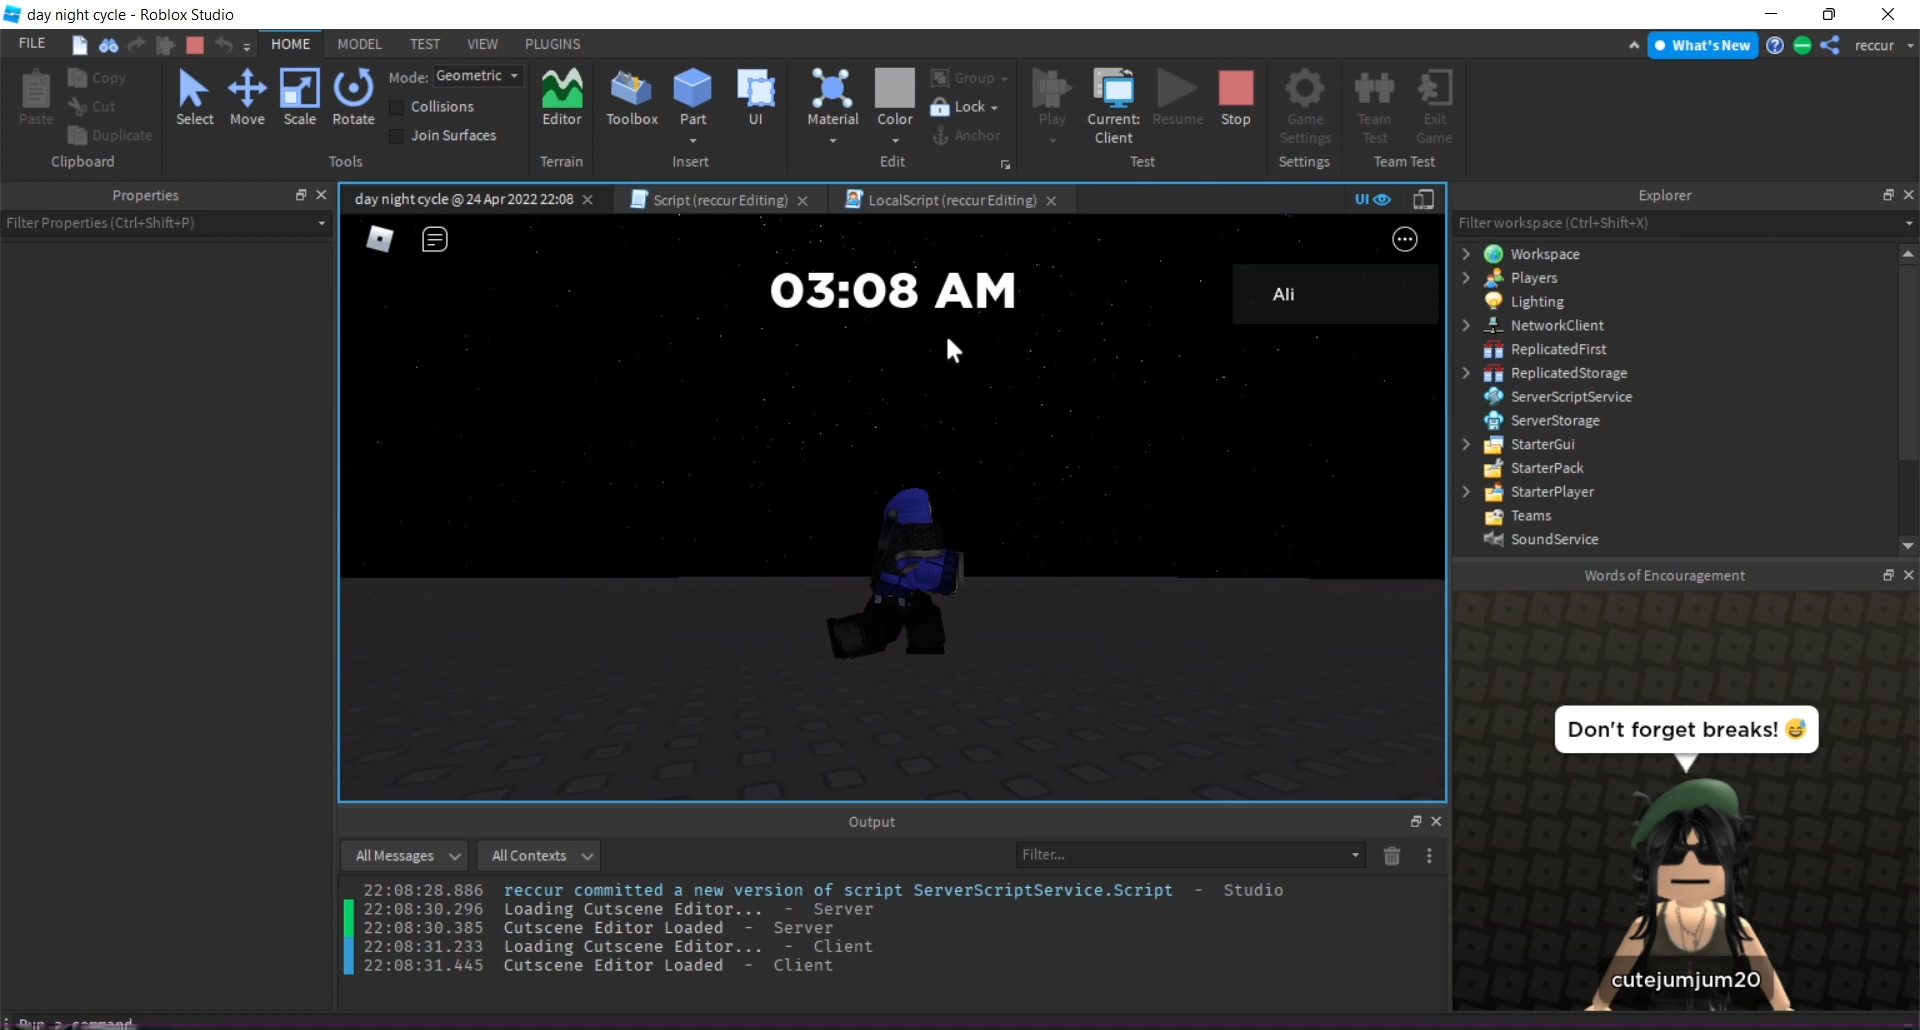 day night cycle - Roblox Studio
FILE HOME MODEL TEST VIEW PLUGINS What's New reccur
Paste Copy Cut Duplicate Select Move Scale Rotate Mode: Geometric Collisions Join Surfaces Editor Toolbox Part UI Material Color Group Lock Anchor Play Current: Client Resume Stop Game Settings Team Test Exit Game
Clipboard Tools Terrain Insert Edit Test Settings Team Test
Properties
Filter Properties (Ctrl+Shift+P)
day night cycle @ 24 Apr 2022 22:08 Script (reccur Editing) LocalScript (reccur Editing) UI
03:08 AM
Ali
Explorer
Filter workspace (Ctrl+Shift+X)
Workspace
Players
Lighting
NetworkClient
ReplicatedFirst
ReplicatedStorage
ServerScriptService
ServerStorage
StarterGui
StarterPack
StarterPlayer
Teams
SoundService
Words of Encouragement
Don't forget breaks! 😅
cutejumjum20
Output
All Messages All Contexts Filter...
22:08:28.886 reccur committed a new version of script ServerScriptService.Script - Studio
22:08:30.296 Loading Cutscene Editor... - Server
22:08:30.385 Cutscene Editor Loaded - Server
22:08:31.233 Loading Cutscene Editor... - Client
22:08:31.445 Cutscene Editor Loaded - Client
Run a command